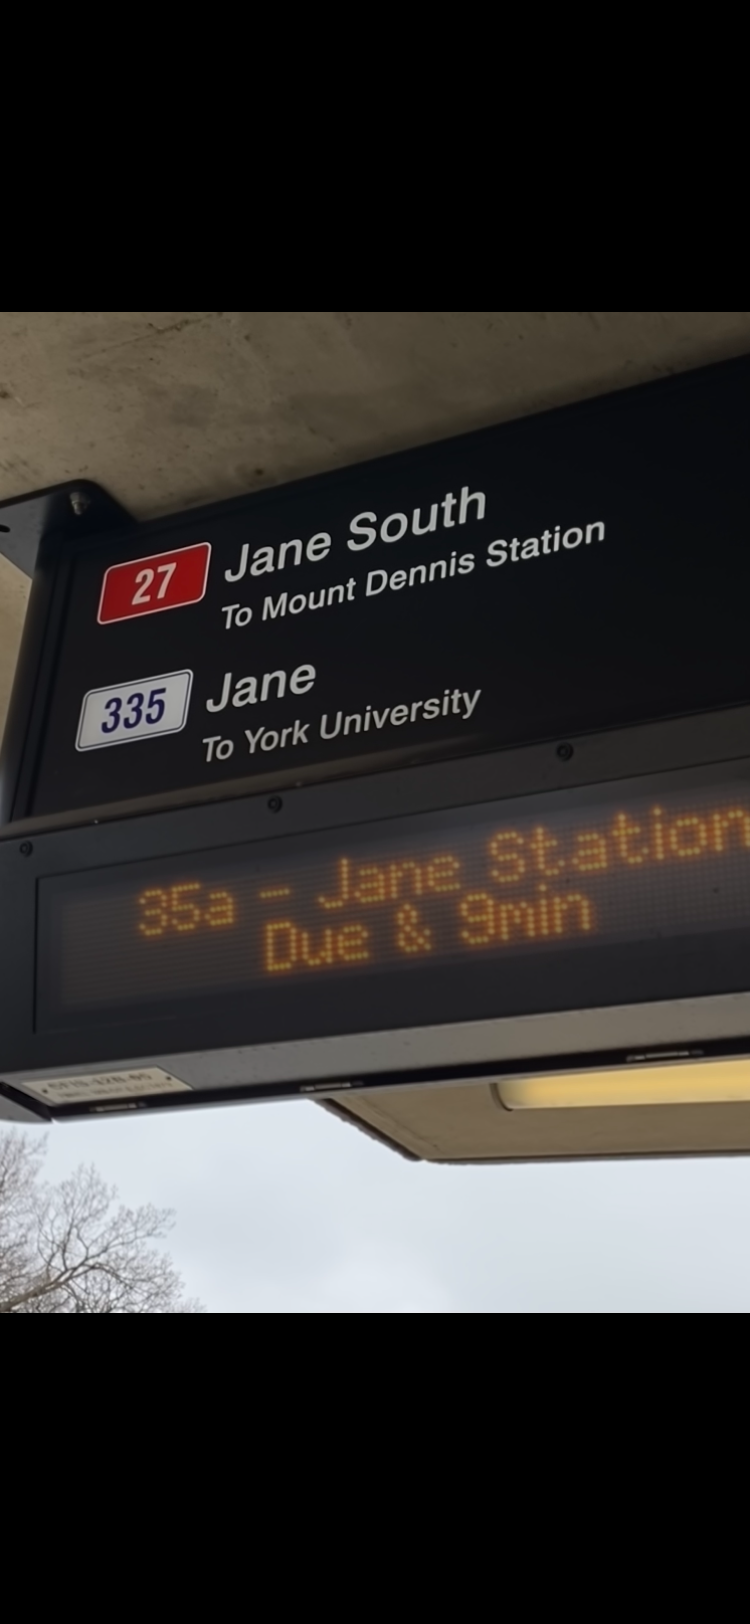 27 Jane South
To Mount Dennis Station
335 Jane
To York University
35a - Jane Station
Due & 9min